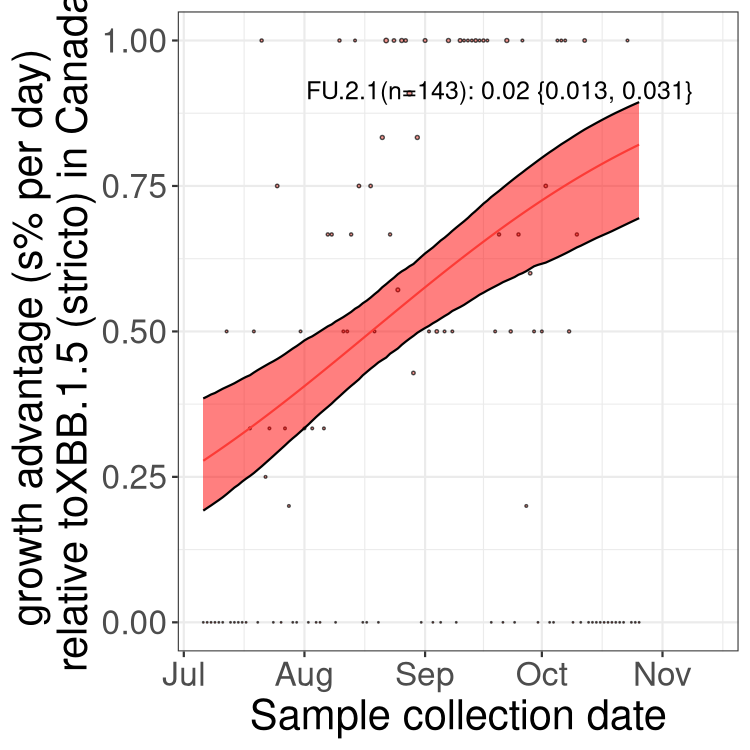 growth advantage (s% per day)
relative toXBB.1.5 (stricto) in Canada
1.00
0.75
0.50
0.25
0.00
FU.2.1(n=143): 0.02 {0.013, 0.031}
Jul Aug Sep Oct Nov
Sample collection date